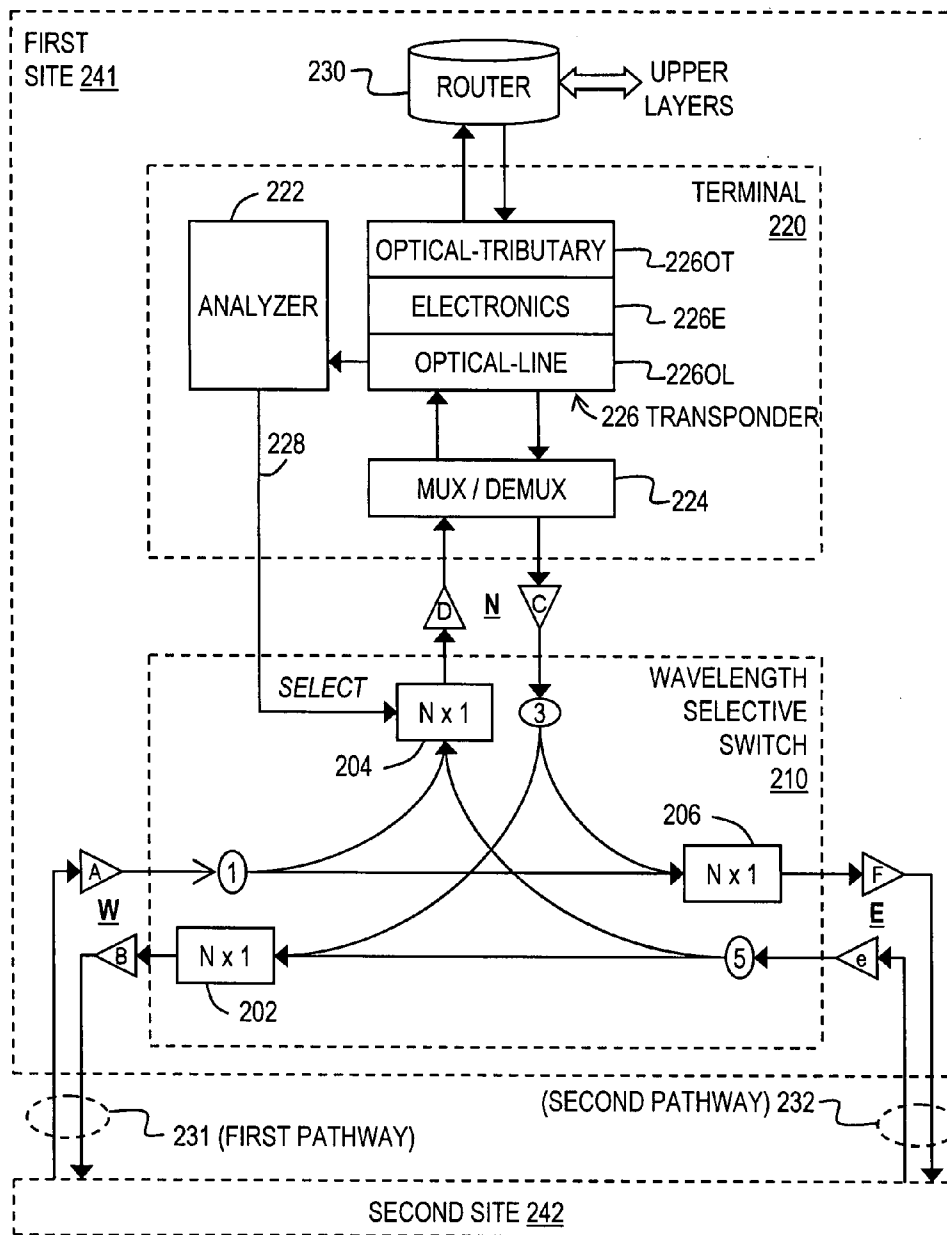 FIRST
SITE 241
230
ROUTER
UPPER
LAYERS
222
TERMINAL
220
ANALYZER
OPTICAL-TRIBUTARY
226OT
ELECTRONICS
226E
OPTICAL-LINE
226OL
226 TRANSPONDER
228
MUX / DEMUX
224
D
N
C
SELECT
N x 1
3
WAVELENGTH
SELECTIVE
SWITCH
210
204
206
A
1
N x 1
F
W
E
B
N x 1
5
e
202
(SECOND PATHWAY) 232
231 (FIRST PATHWAY)
SECOND SITE 242